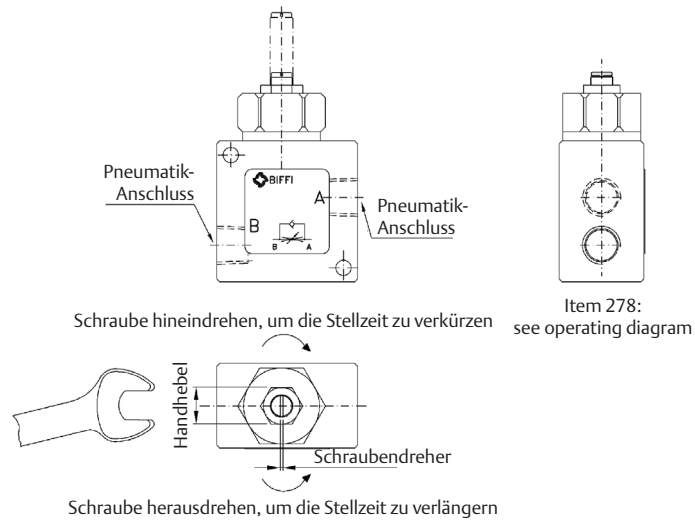 Pneumatik-
Anschluss
BIFFI
A
B
B A
Pneumatik-
Anschluss
Item 278:
see operating diagram
Schraube hineindrehen, um die Stellzeit zu verkürzen
Handhebel
Schraubendreher
Schraube herausdrehen, um die Stellzeit zu verlängern